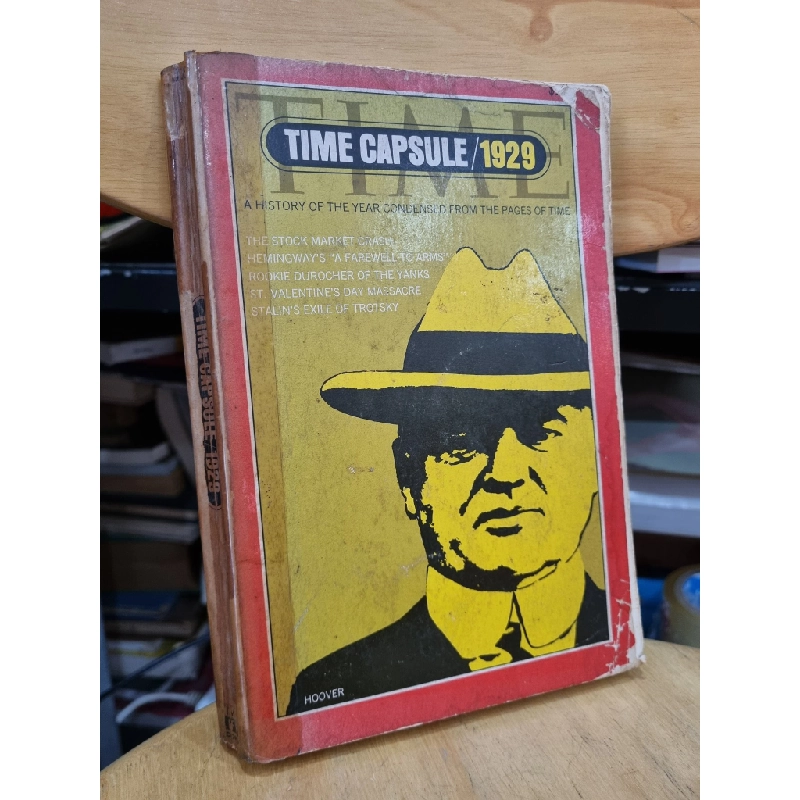 TIME
TIME CAPSULE/1929
A HISTORY OF THE YEAR CONDENSED FROM THE PAGES OF TIME
THE STOCK MARKET CRASH
HEMINGWAY'S "A FAREWELL TO ARMS"
ROOKIE DUROCHER OF THE YANKS
ST. VALENTINE'S DAY MASSACRE
STALIN'S EXILE OF TROTSKY
HOOVER
TIME CAPSULE/1929